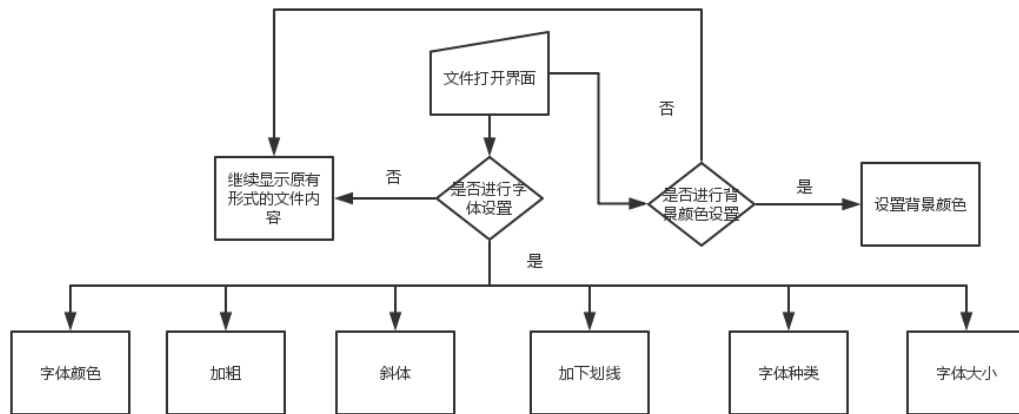 文件打开界面
否
继续显示原有
形式的文件内
容
否
是否进行字
体设置
是否进行背
景颜色设置
是
设置背景颜色
是
字体颜色
加粗
斜体
加下划线
字体种类
字体大小